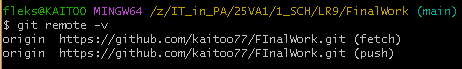 fleks@KAITOO MINGW64 /z/IT_in_PA/25VA1/1_SCH/LR9/FinalWork (main)
$ git remote -v
origin  https://github.com/kaitoo77/FInalWork.git (fetch)
origin  https://github.com/kaitoo77/FInalWork.git (push)